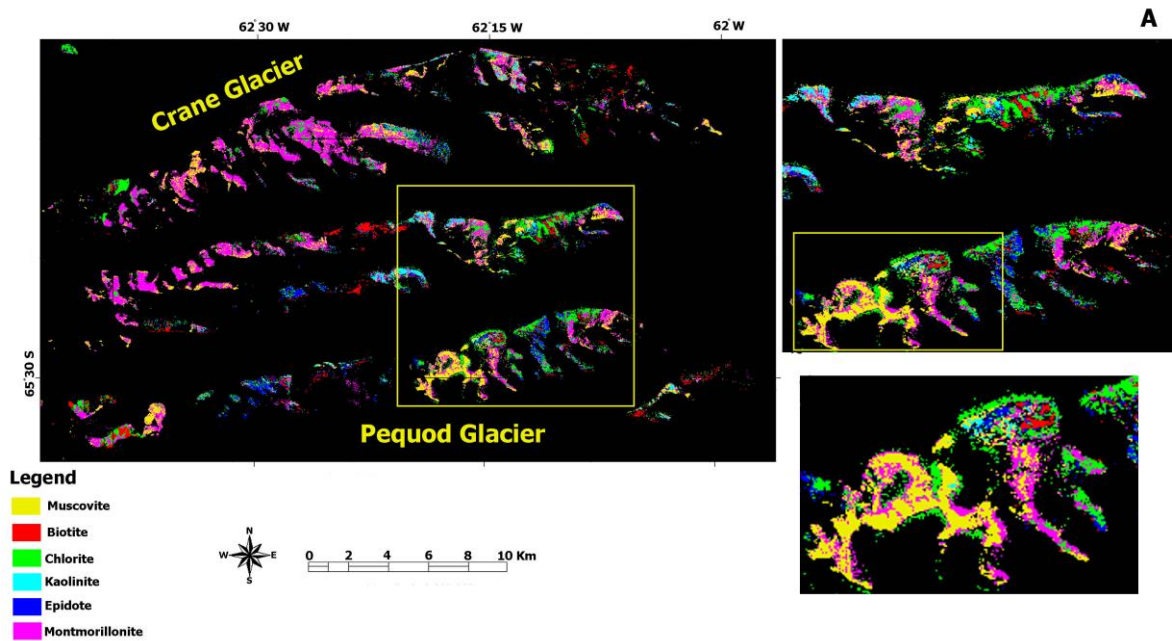 62°30 W
62°15 W
62°W
A
Crane Glacier
65°30 S
Pequod Glacier
Legend
Muscovite
Biotite
Chlorite
Kaolinite
Epidote
Montmorillonite
N
W E
S
0 2 4 6 8 10 Km